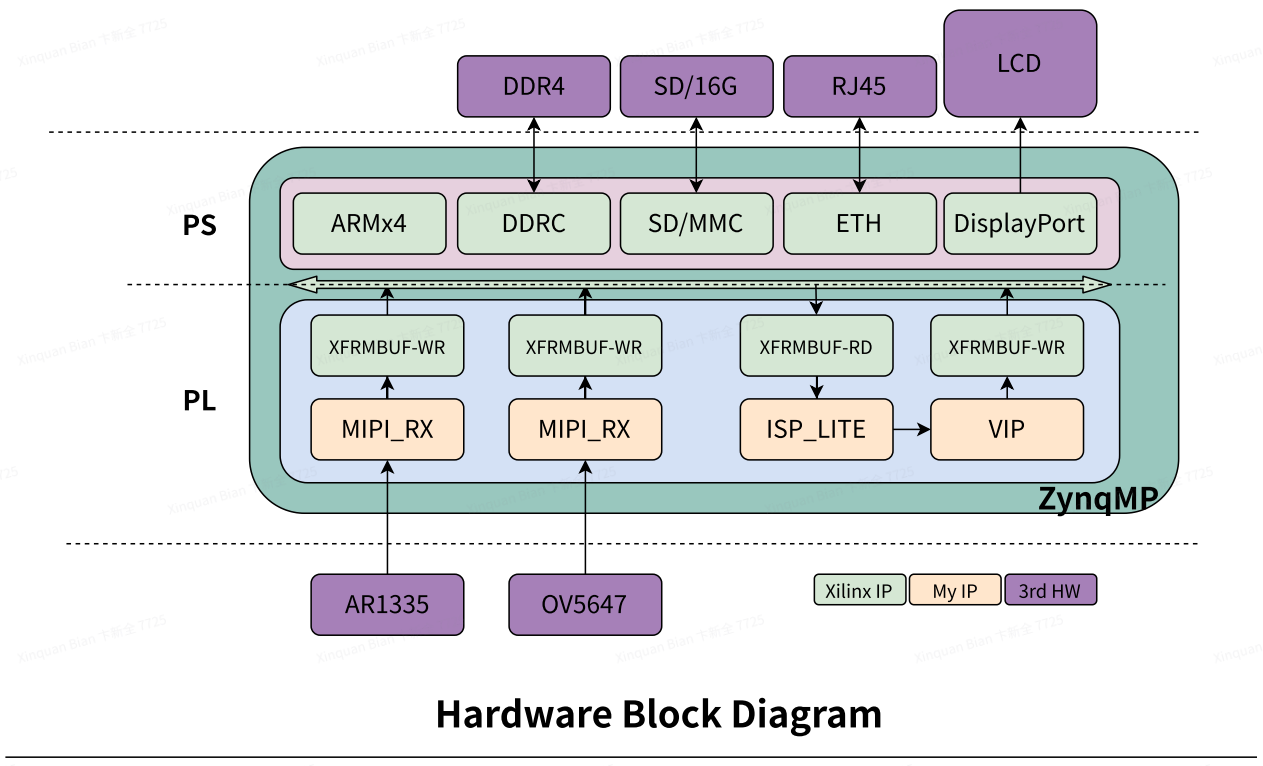 LCD
DDR4 SD/16G RJ45
PS
ARMx4 DDRC SD/MMC ETH DisplayPort
XFRMBUF-WR XFRMBUF-WR XFRMBUF-RD XFRMBUF-WR
PL
MIPI_RX MIPI_RX ISP_LITE VIP
ZynqMP
Xilinx IP My IP 3rd HW
AR1335 OV5647
Hardware Block Diagram